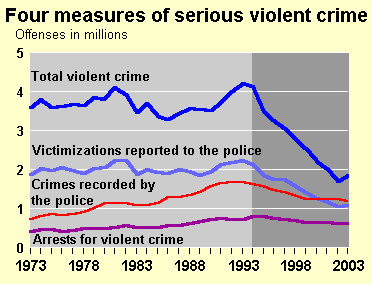 Four measures of serious violent crime
Offenses in millions
5
Total violent crime
4
3
Victimizations reported to the police
2
Crimes recorded by
the police
1
Arrests for violent crime
0
1973 1978 1983 1988 1993 1998 2003